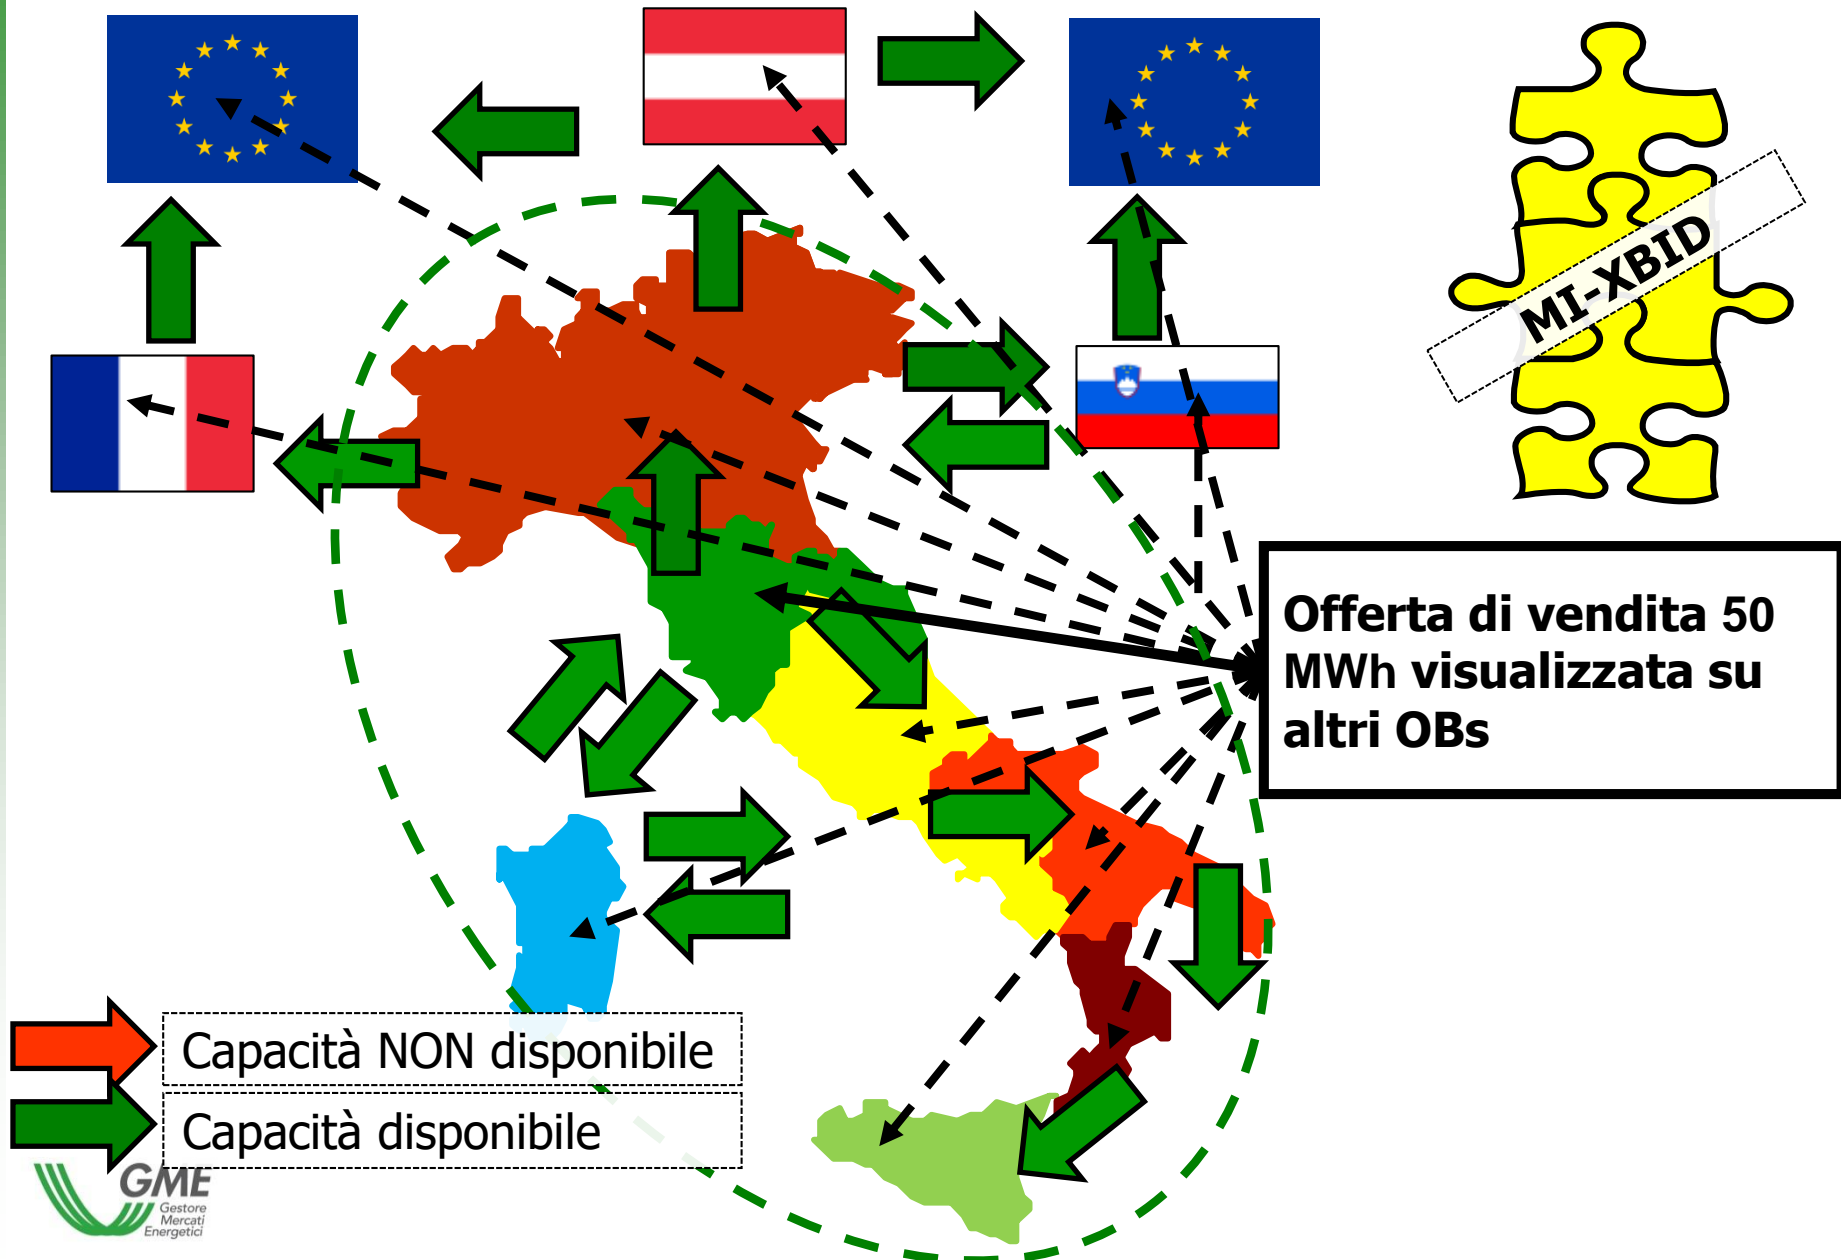 MI-XBID
Offerta di vendita 50
MWh visualizzata su
altri OBs
Capacità NON disponibile
Capacità disponibile
GME
Gestore
Mercati
Energetici